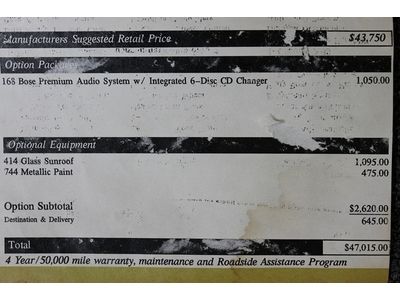 Manufacturers Suggested Retail Price $43,750
Option Packages
168 Bose Premium Audio System w/ Integrated 6-Disc CD Changer 1,050.00
Optional Equipment
414 Glass Sunroof 1,095.00
744 Metallic Paint 475.00
Option Subtotal $2,620.00
Destination & Delivery 645.00
Total $47,015.00
4 Year/50,000 mile warranty, maintenance and Roadside Assistance Program